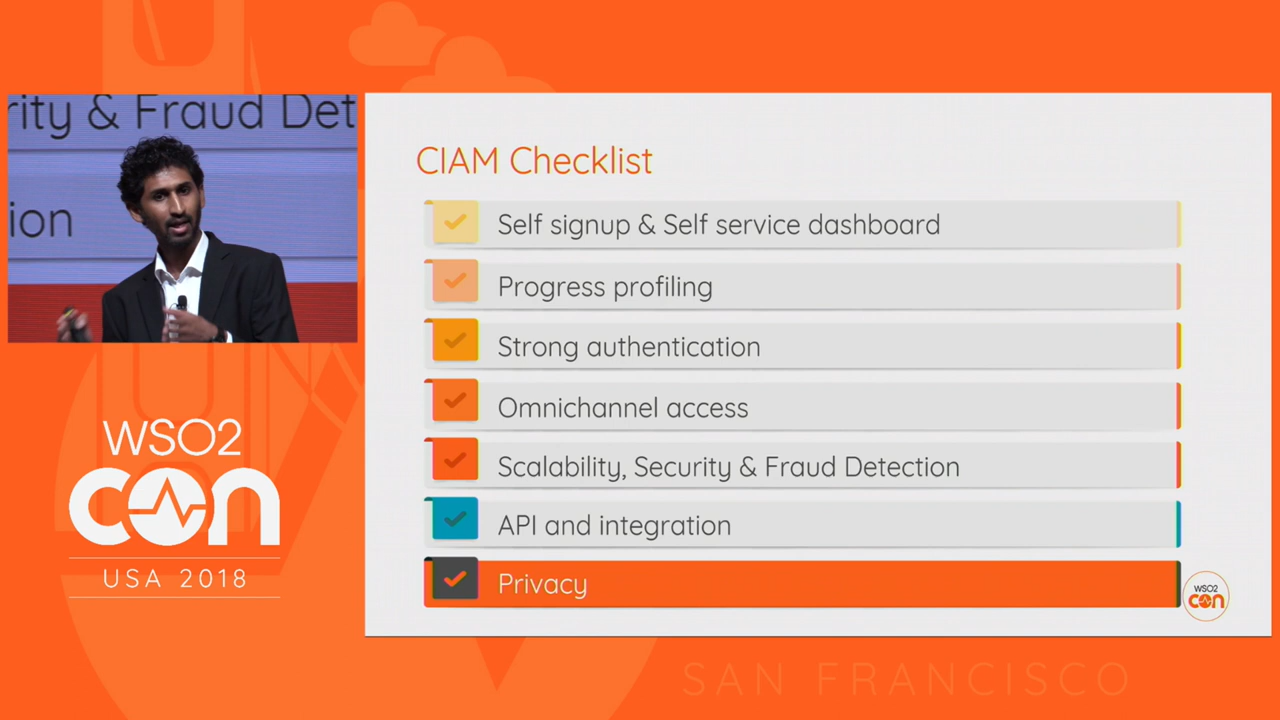 rity & Fraud Det
ion
WSO2
CON
USA 2018
CIAM Checklist
Self signup & Self service dashboard
Progress profiling
Strong authentication
Omnichannel access
Scalability, Security & Fraud Detection
API and integration
Privacy
WSO2
CON
SAN FRANCISCO